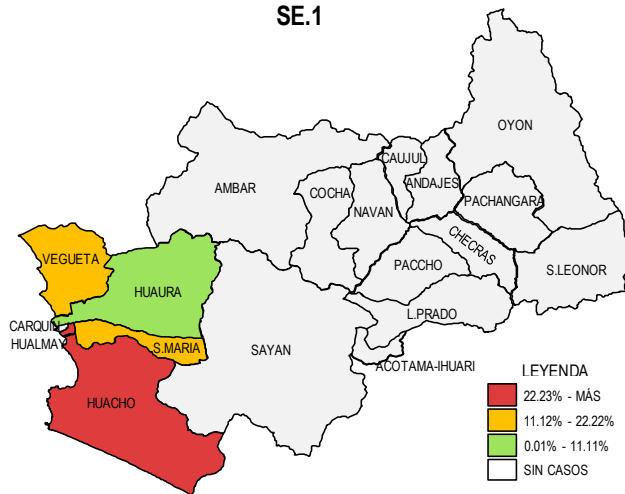 SE.1
OYON
CAUJUL
ANDAJES
AMBAR
COCHA
NAVAN
PACHANGARA
CHECRAS
VEGUETA
HUAURA
PACCHO
S.LEONOR
L.PRADO
CARQUIN
HUALMAY
S.MARIA
SAYAN
ACOTAMA-IHUARI
HUACHO
LEYENDA
22.23% - MÁS
11.12% - 22.22%
0.01% - 11.11%
SIN CASOS